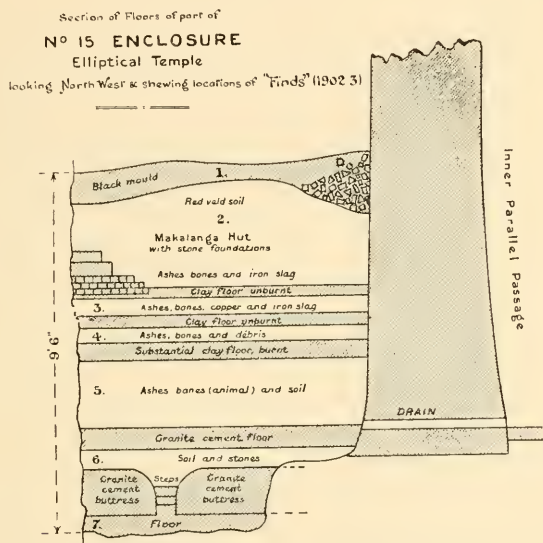 Section of Floors of part of
No 15 ENCLOSURE
Elliptical Temple
looking North West & shewing locations of "Finds" (1902 3)
1.
Black mould
Red veld soil
2.
Makalanga Hut
with stone foundations
Ashes bones and iron slag
Clay floor unburnt
3. Ashes, bones, copper and iron slag
Clay floor unburnt
4. Ashes, bones and débris
Substantial clay floor, burnt
5. Ashes bones (animal) and soil
Granite cement floor
6. Soil and stones
Granite
cement
buttress
Steps
Granite
cement
buttress
7. Floor
9'.6"
DRAIN
Inner Parallel Passage